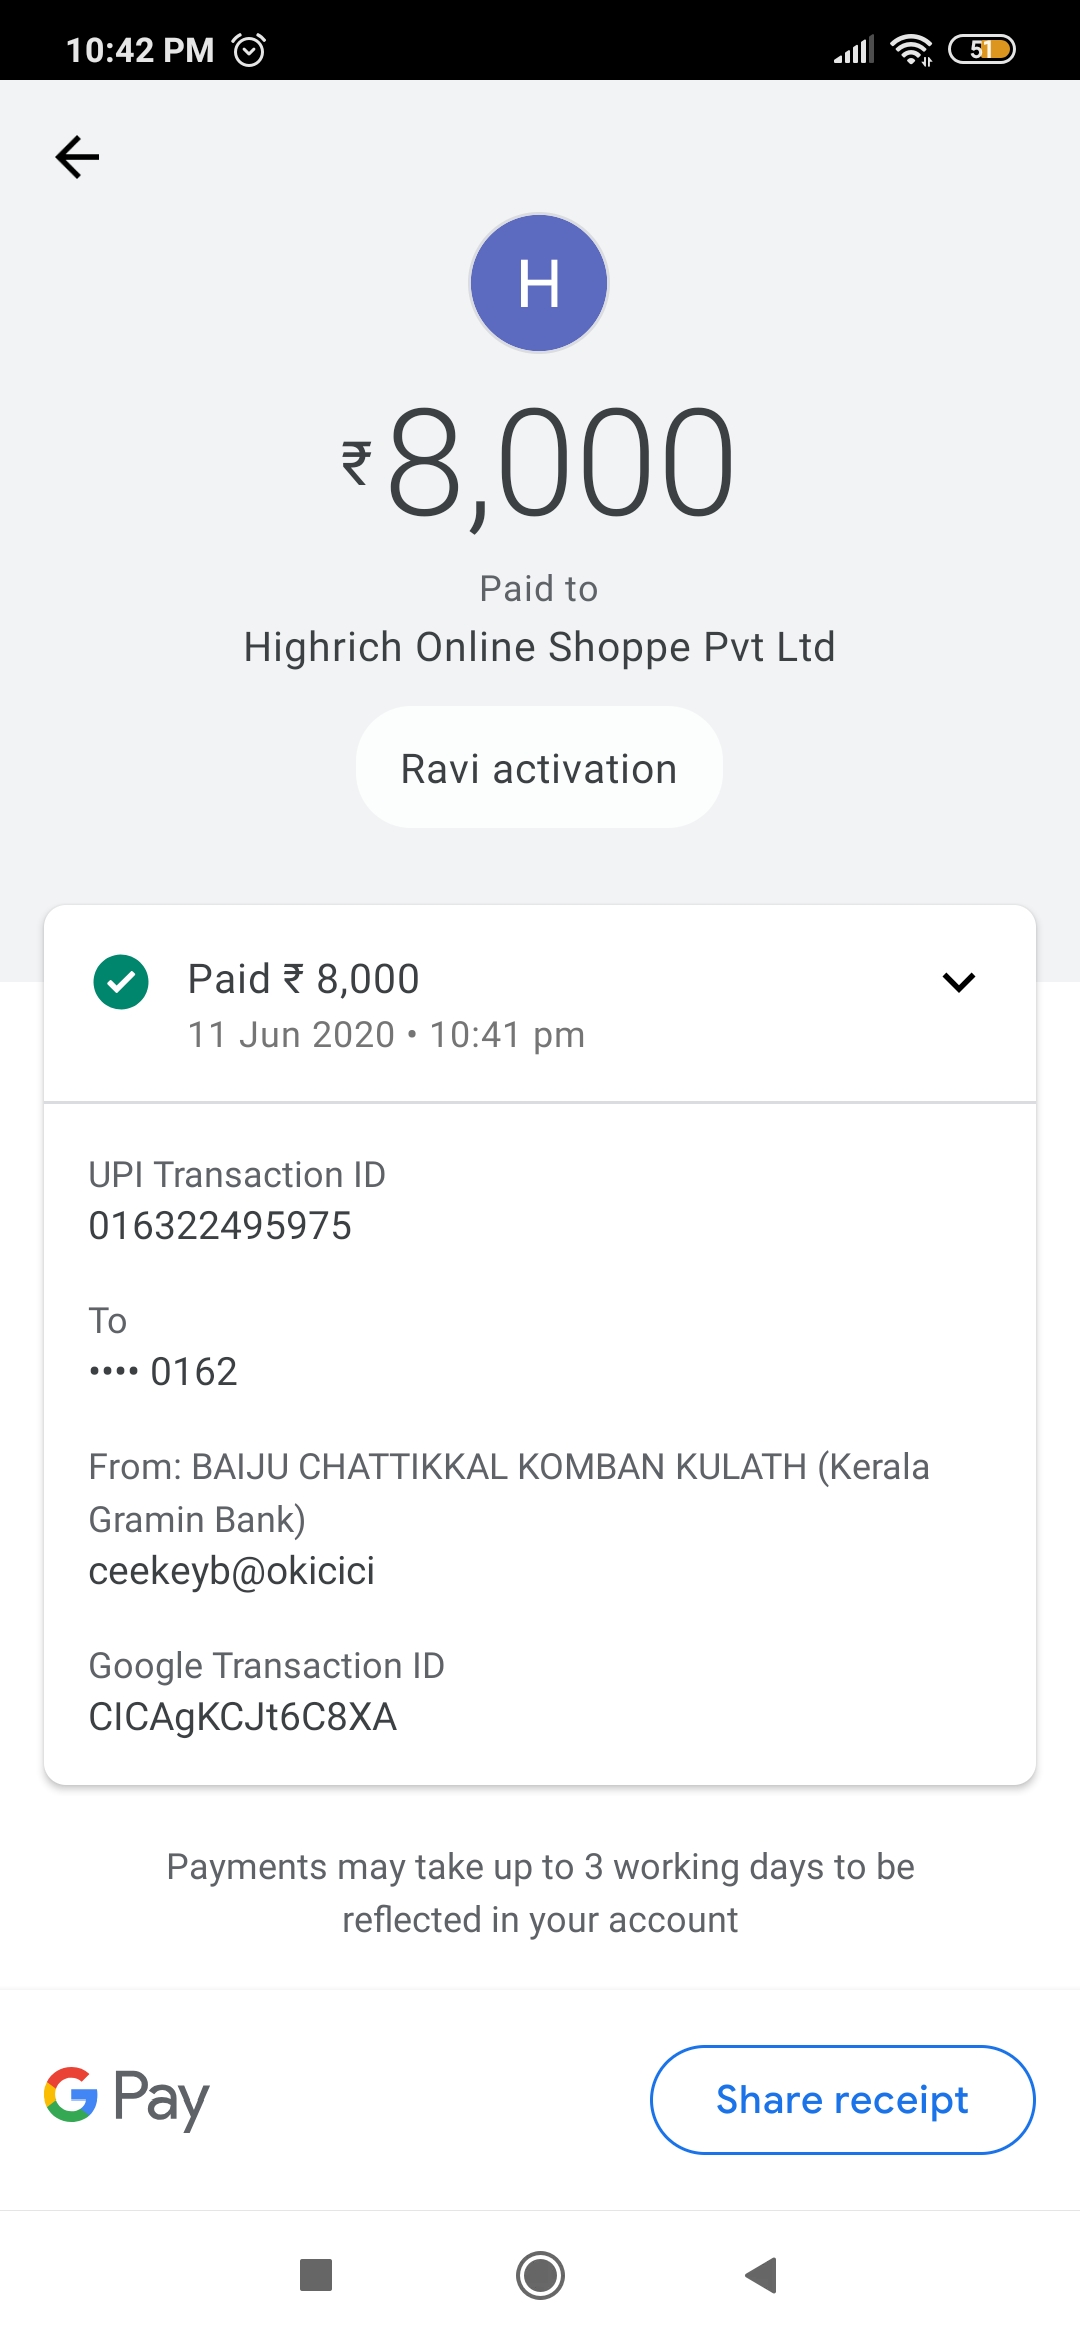 10:42 PM
51
H
₹8,000
Paid to
Highrich Online Shoppe Pvt Ltd
Ravi activation
Paid ₹ 8,000
11 Jun 2020 • 10:41 pm
UPI Transaction ID
016322495975
To
•••• 0162
From: BAIJU CHATTIKKAL KOMBAN KULATH (Kerala
Gramin Bank)
ceekeyb@okicici
Google Transaction ID
CICAgKCJt6C8XA
Payments may take up to 3 working days to be
reflected in your account
G Pay
Share receipt